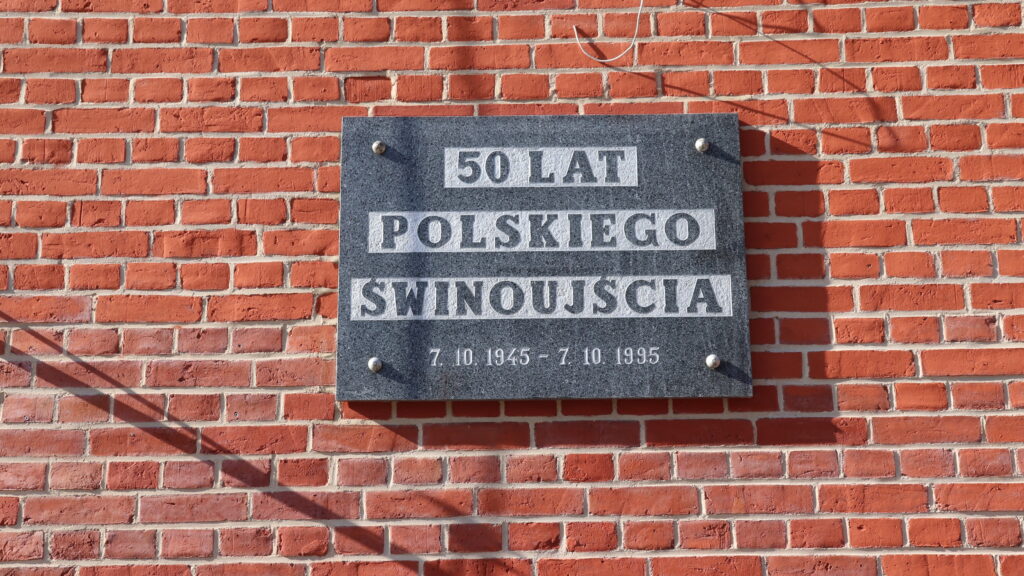 50 LAT
POLSKIEGO
ŚWINOUJŚCIA
7. 10. 1945 - 7. 10. 1995